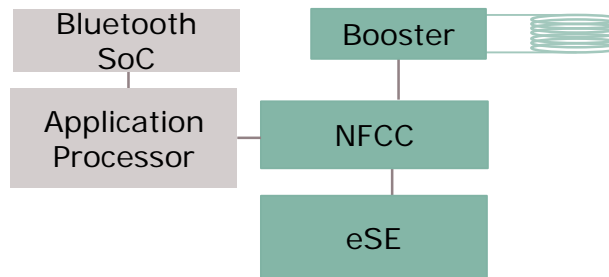 Bluetooth
SoC
Booster
Application
Processor
NFCC
eSE